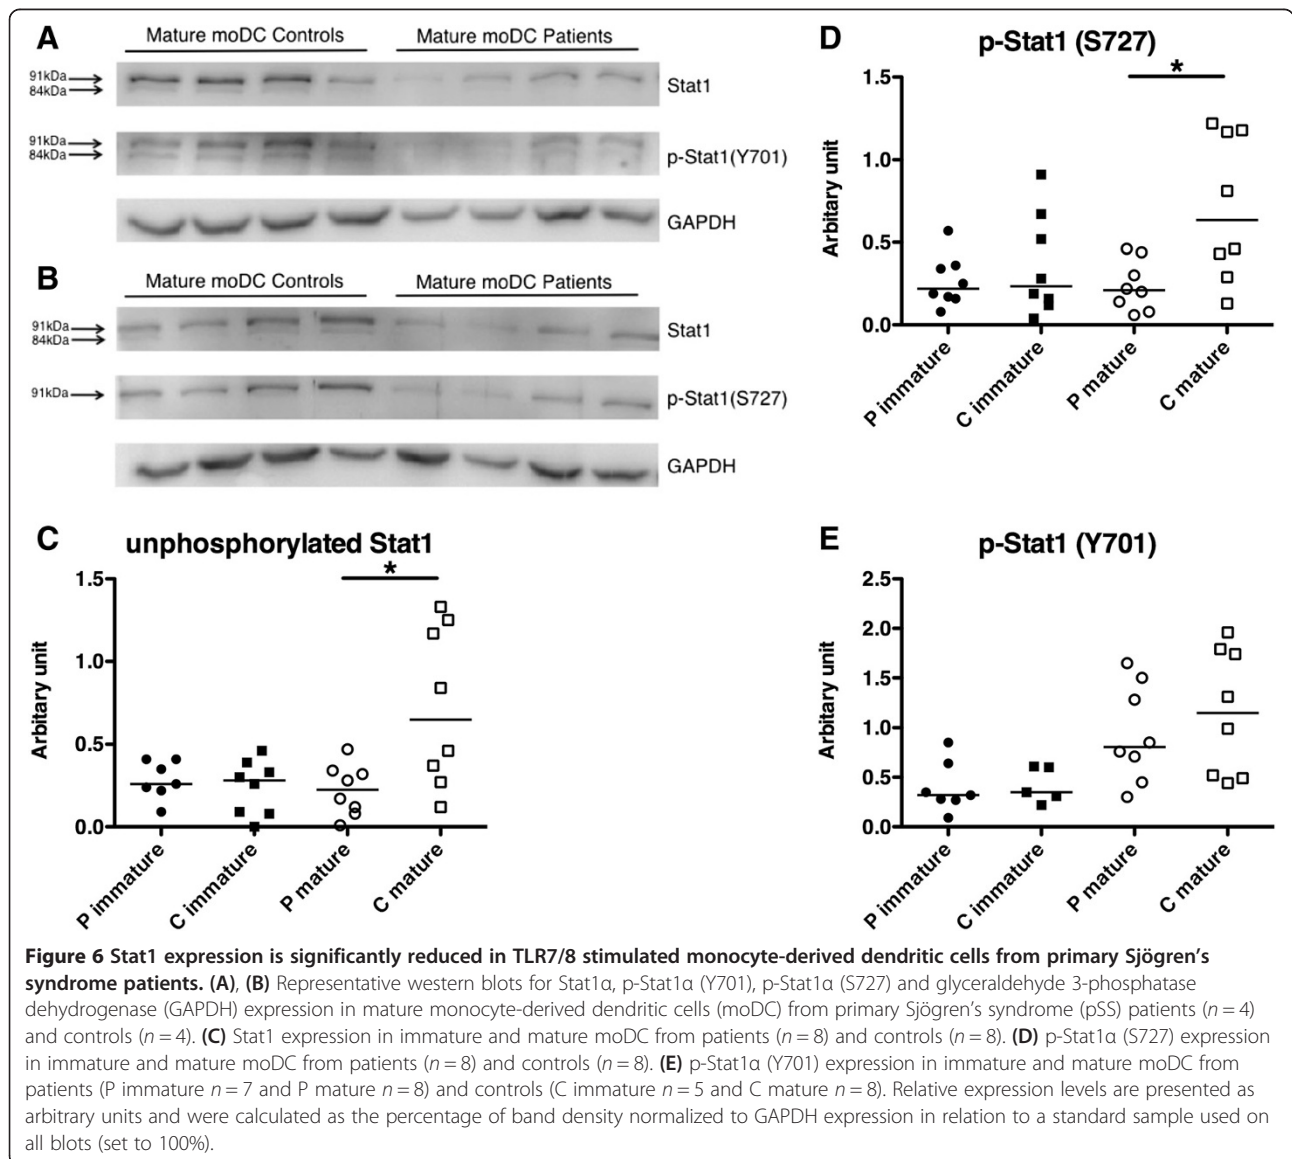 A
Mature moDC Controls Mature moDC Patients
91kDa
84kDa
Stat1
91kDa
84kDa
p-Stat1(Y701)
GAPDH
B
Mature moDC Controls Mature moDC Patients
91kDa
84kDa
Stat1
91kDa
p-Stat1(S727)
GAPDH
C
unphosphorylated Stat1
*
1.5
1.0
0.5
0.0
Arbitary unit
P immature
C immature
P mature
C mature
D
p-Stat1 (S727)
*
1.5
1.0
0.5
0.0
Arbitary unit
P immature
C immature
P mature
C mature
E
p-Stat1 (Y701)
2.5
2.0
1.5
1.0
0.5
0.0
Arbitary unit
P immature
C immature
P mature
C mature
Figure 6 Stat1 expression is significantly reduced in TLR7/8 stimulated monocyte-derived dendritic cells from primary Sjögren's
syndrome patients. (A), (B) Representative western blots for Stat1α, p-Stat1α (Y701), p-Stat1α (S727) and glyceraldehyde 3-phosphatase
dehydrogenase (GAPDH) expression in mature monocyte-derived dendritic cells (moDC) from primary Sjögren's syndrome (pSS) patients (n = 4)
and controls (n = 4). (C) Stat1 expression in immature and mature moDC from patients (n = 8) and controls (n = 8). (D) p-Stat1α (S727) expression
in immature and mature moDC from patients (n = 8) and controls (n = 8). (E) p-Stat1α (Y701) expression in immature and mature moDC from
patients (P immature n = 7 and P mature n = 8) and controls (C immature n = 5 and C mature n = 8). Relative expression levels are presented as
arbitrary units and were calculated as the percentage of band density normalized to GAPDH expression in relation to a standard sample used on
all blots (set to 100%).